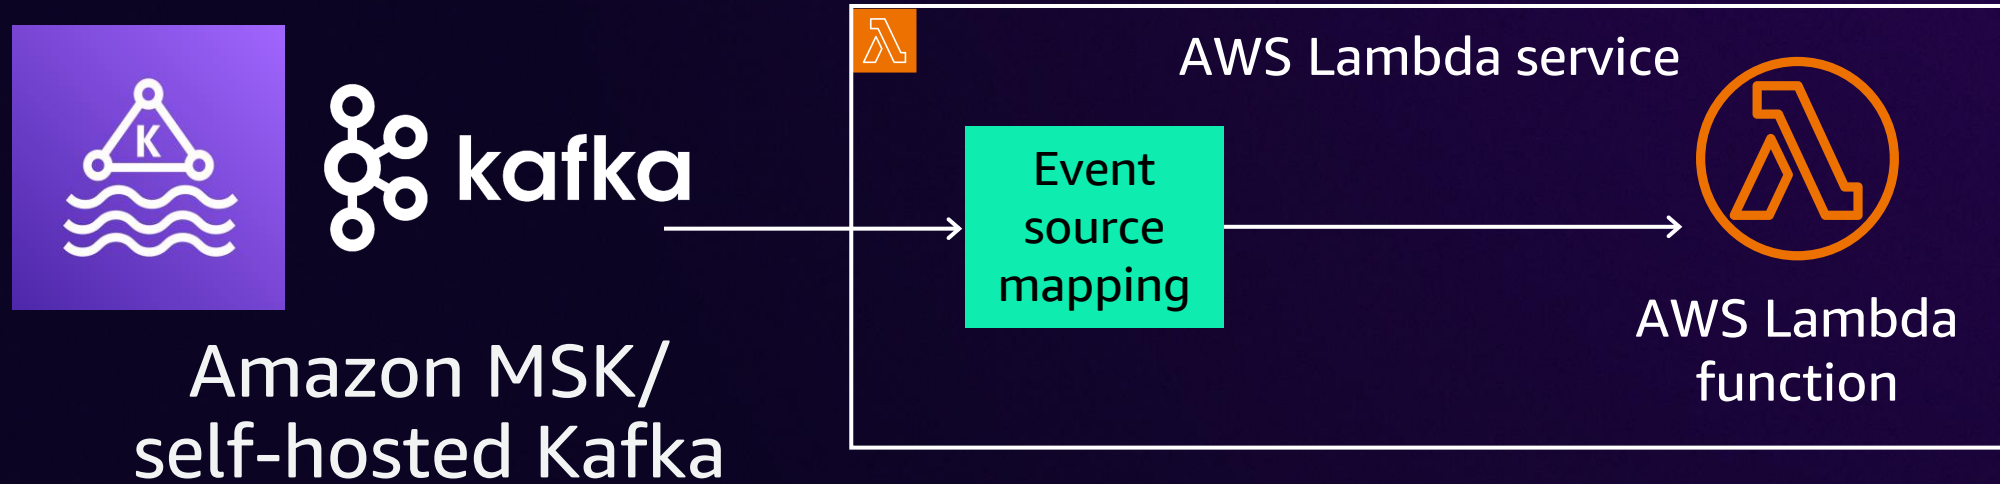 K
kafka
Amazon MSK/
self-hosted Kafka
AWS Lambda service
Event
source
mapping
AWS Lambda
function